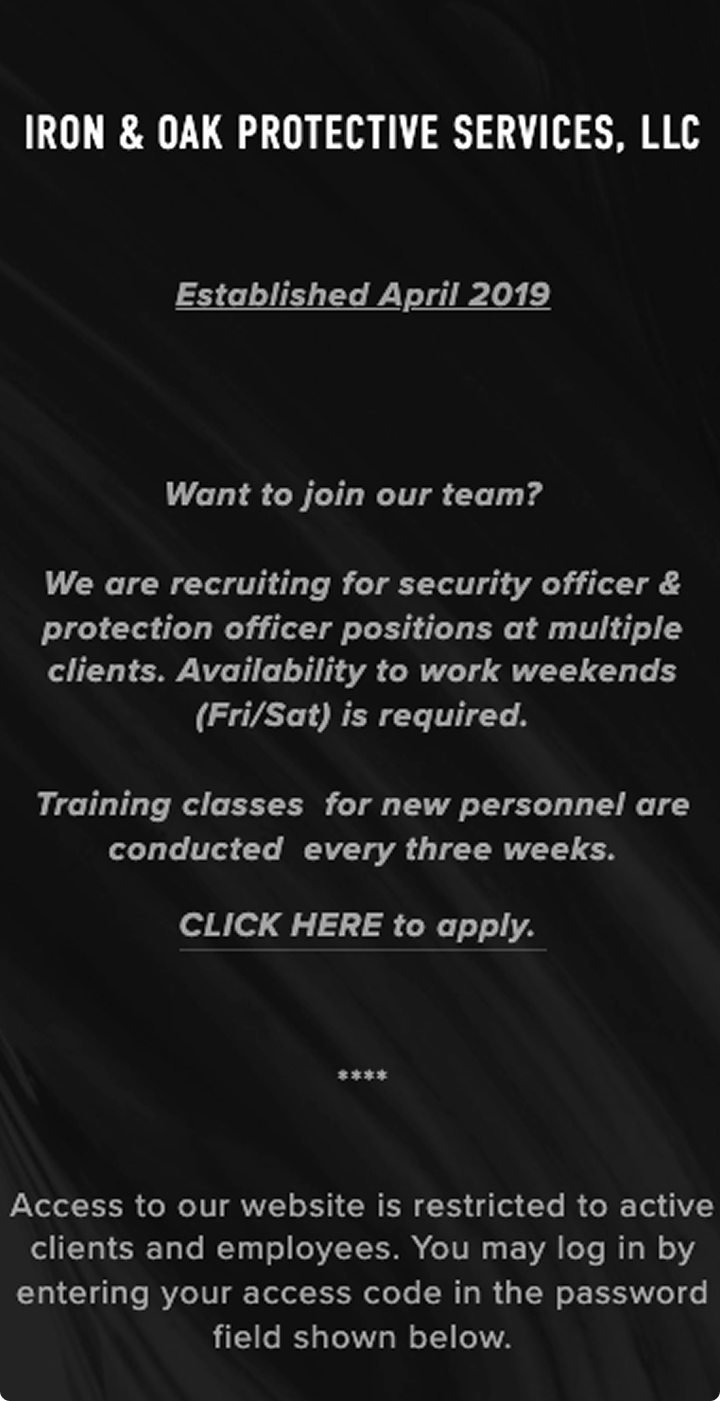 IRON & OAK PROTECTIVE SERVICES, LLC
Established April 2019
Want to join our team?
We are recruiting for security officer &
protection officer positions at multiple
clients. Availability to work weekends
(Fri/Sat) is required.
Training classes  for new personnel are
conducted  every three weeks.
CLICK HERE to apply.
****
Access to our website is restricted to active
clients and employees. You may log in by
entering your access code in the password
field shown below.